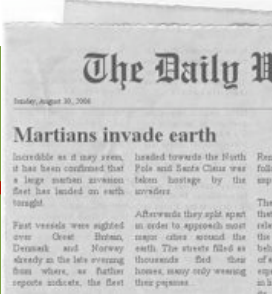 The Daily
Sunday, August 30, 2006
Martians invade earth
Incredible as it may seem,
it has been confirmed that
a large martian invasion
fleet has landed on earth
tonight.
First vessels were sighted
over Great Britain,
Denmark and Norway
already in the late evening
from where, as further
reports indicate, the fleet
headed towards the North
Pole and Santa Claus was
taken hostage by the
invaders.
Afterwards they split apart
in order to approach most
major cities around the
earth. The streets filled as
thousands fled their
homes, many only wearing
their pajamas...